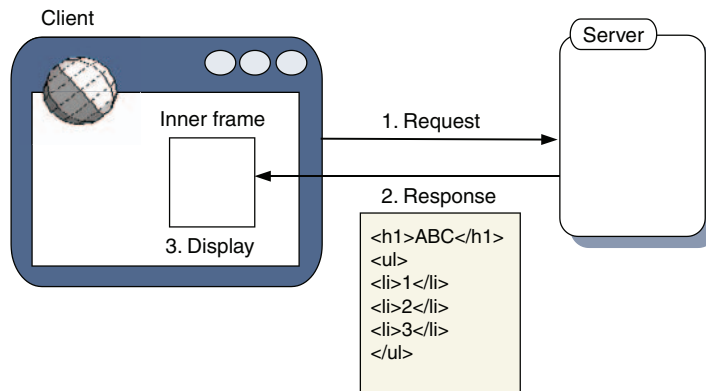 Client
Server
Inner frame
1. Request
2. Response
3. Display
<h1>ABC</h1>
<ul>
<li>1</li>
<li>2</li>
<li>3</li>
</ul>